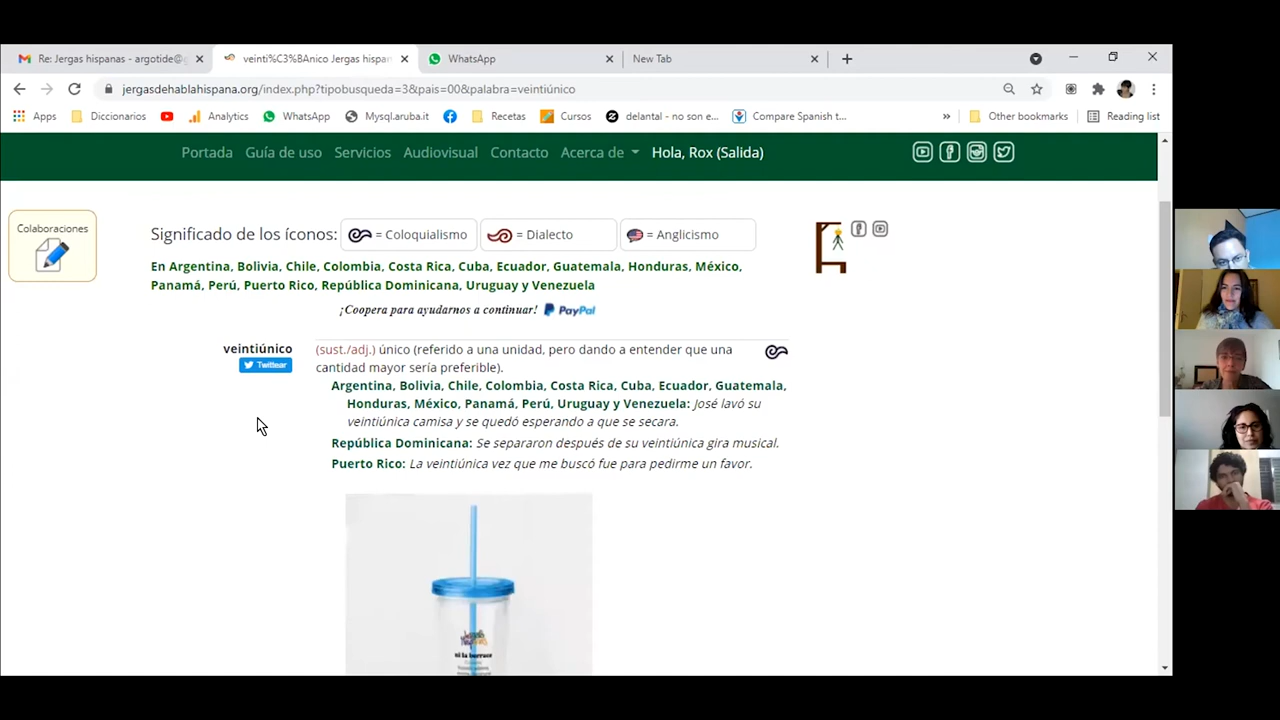 Re: Jergas hispanas - argotide@g
veinti%C3%BAnico Jergas hispan
WhatsApp
New Tab
jergasdehablahispana.org/index.php?tipobusqueda=3&pais=00&palabra=veintiúnico
Apps
Diccionarios
Analytics
WhatsApp
Mysql.aruba.it
Recetas
Cursos
delantal - no son e...
Compare Spanish t...
»
Other bookmarks
Reading list
Portada
Guía de uso
Servicios
Audiovisual
Contacto
Acerca de
Hola, Rox (Salida)
Colaboraciones
Significado de los íconos:
= Coloquialismo
= Dialecto
= Anglicismo
En Argentina, Bolivia, Chile, Colombia, Costa Rica, Cuba, Ecuador, Guatemala, Honduras, México,
Panamá, Perú, Puerto Rico, República Dominicana, Uruguay y Venezuela
¡Coopera para ayudarnos a continuar! PayPal
veintiúnico
Twittear
(sust./adj.) único (referido a una unidad, pero dando a entender que una
cantidad mayor sería preferible).
Argentina, Bolivia, Chile, Colombia, Costa Rica, Cuba, Ecuador, Guatemala,
Honduras, México, Panamá, Perú, Uruguay y Venezuela: José lavó su
veintiúnica camisa y se quedó esperando a que se secara.
República Dominicana: Se separaron después de su veintiúnica gira musical.
Puerto Rico: La veintiúnica vez que me buscó fue para pedirme un favor.